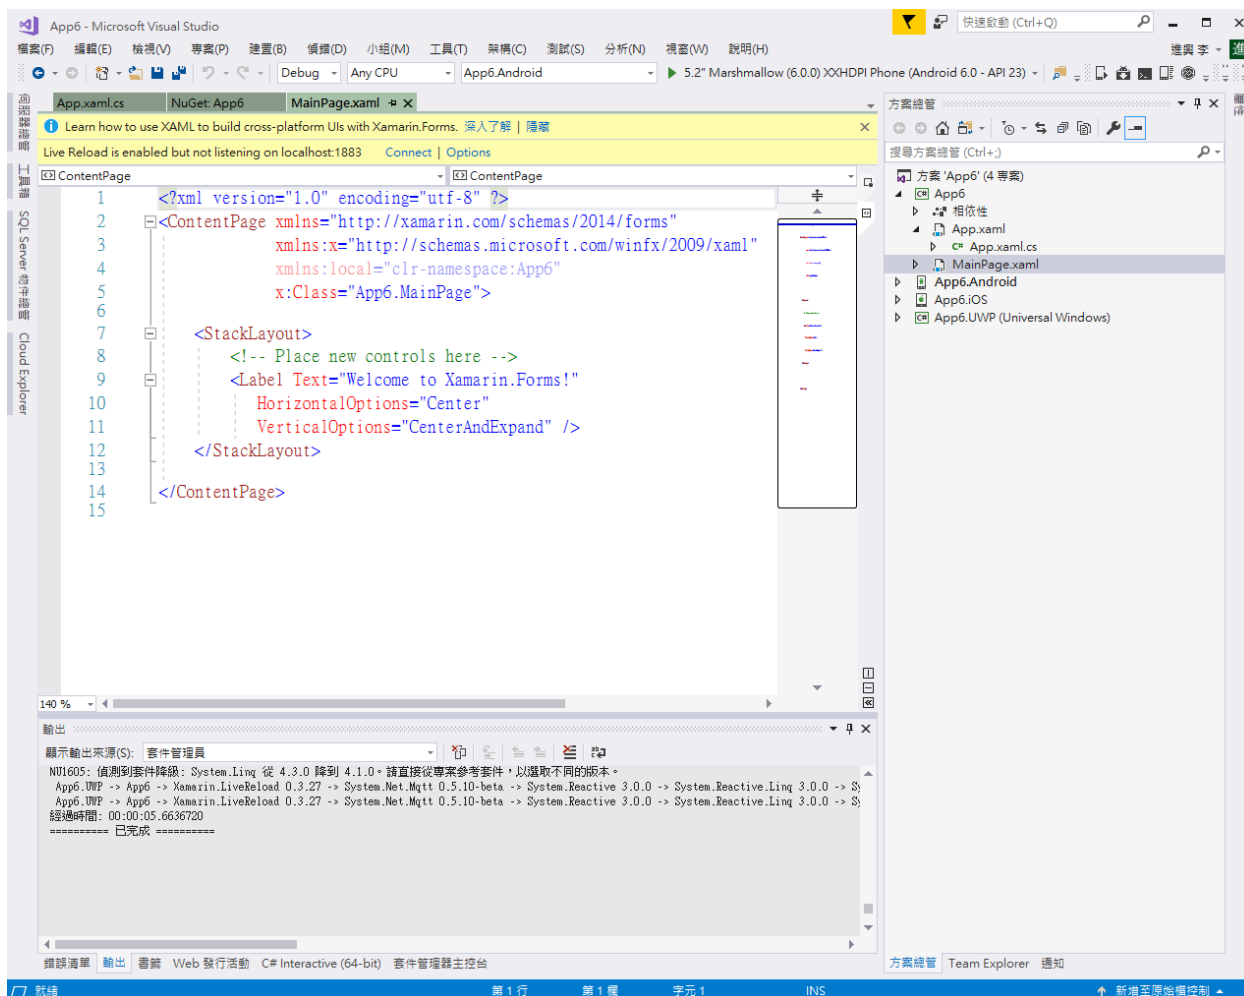 App6 - Microsoft Visual Studio
快速啟動 (Ctrl+Q)
檔案(F) 編輯(E) 檢視(V) 專案(P) 建置(B) 偵錯(D) 小組(M) 工具(T) 架構(C) 測試(S) 分析(N) 視窗(W) 說明(H)
進興 李
進
Debug Any CPU App6.Android 5.2" Marshmallow (6.0.0) XXHDPI Phone (Android 6.0 - API 23)
伺服器總管
工具箱
SQL Server 物件總管
Cloud Explorer
App.xaml.cs NuGet: App6 MainPage.xaml
Learn how to use XAML to build cross-platform UIs with Xamarin.Forms. 深入了解 | 隱藏
Live Reload is enabled but not listening on localhost:1883 Connect | Options
ContentPage ContentPage
1 <?xml version="1.0" encoding="utf-8" ?>
2 <ContentPage xmlns="http://xamarin.com/schemas/2014/forms"
3 xmlns:x="http://schemas.microsoft.com/winfx/2009/xaml"
4 xmlns:local="clr-namespace:App6"
5 x:Class="App6.MainPage">
6
7 <StackLayout>
8 <!-- Place new controls here -->
9 <Label Text="Welcome to Xamarin.Forms!"
10 HorizontalOptions="Center"
11 VerticalOptions="CenterAndExpand" />
12 </StackLayout>
13
14 </ContentPage>
15
140 %
輸出
顯示輸出來源(S): 套件管理員
NU1605: 偵測到套件降級: System.Linq 從 4.3.0 降到 4.1.0。請直接從專案參考套件，以選取不同的版本。
App6.UWP -> App6 -> Xamarin.LiveReload 0.3.27 -> System.Net.Mqtt 0.5.10-beta -> System.Reactive 3.0.0 -> System.Reactive.Linq 3.0.0 -> Sy
App6.UWP -> App6 -> Xamarin.LiveReload 0.3.27 -> System.Net.Mqtt 0.5.10-beta -> System.Reactive 3.0.0 -> System.Reactive.Linq 3.0.0 -> Sy
經過時間: 00:00:05.6636720
========== 已完成 ==========
錯誤清單 輸出 書籤 Web 發行活動 C# Interactive (64-bit) 套件管理器主控台
方案總管
搜尋方案總管 (Ctrl+;)
方案 'App6' (4 專案)
App6
相依性
App.xaml
App.xaml.cs
MainPage.xaml
App6.Android
App6.iOS
App6.UWP (Universal Windows)
方案總管 Team Explorer 通知
就緒 第 1 行 第 1 欄 字元 1 INS 新增至原始檔控制